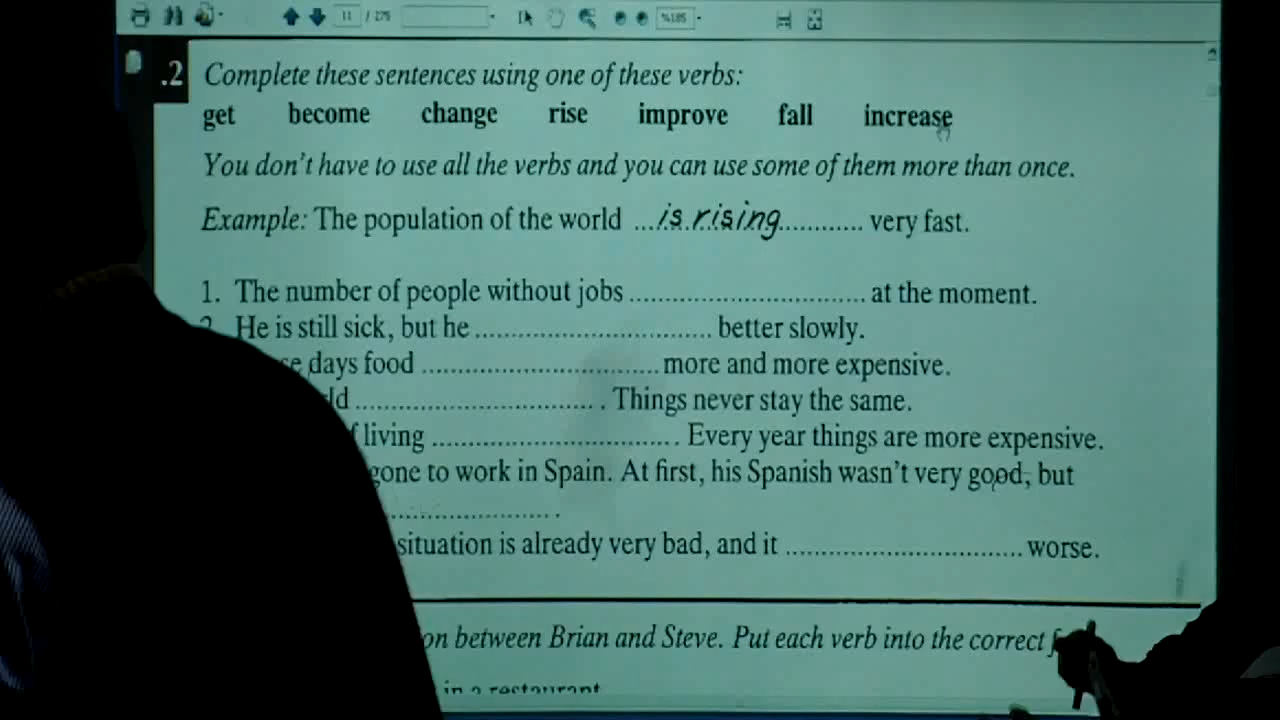 11 / 275 %185
.2 Complete these sentences using one of these verbs:
get become change rise improve fall increase
You don't have to use all the verbs and you can use some of them more than once.
Example: The population of the world ...is rising............ very fast.
1. The number of people without jobs .................................. at the moment.
He is still sick, but he .................................. better slowly.
days food .................................. more and more expensive.
.................................. . Things never stay the same.
living .................................. . Every year things are more expensive.
gone to work in Spain. At first, his Spanish wasn't very good, but
........................ .
situation is already very bad, and it .................................. worse.
between Brian and Steve. Put each verb into the correct
in a restaurant